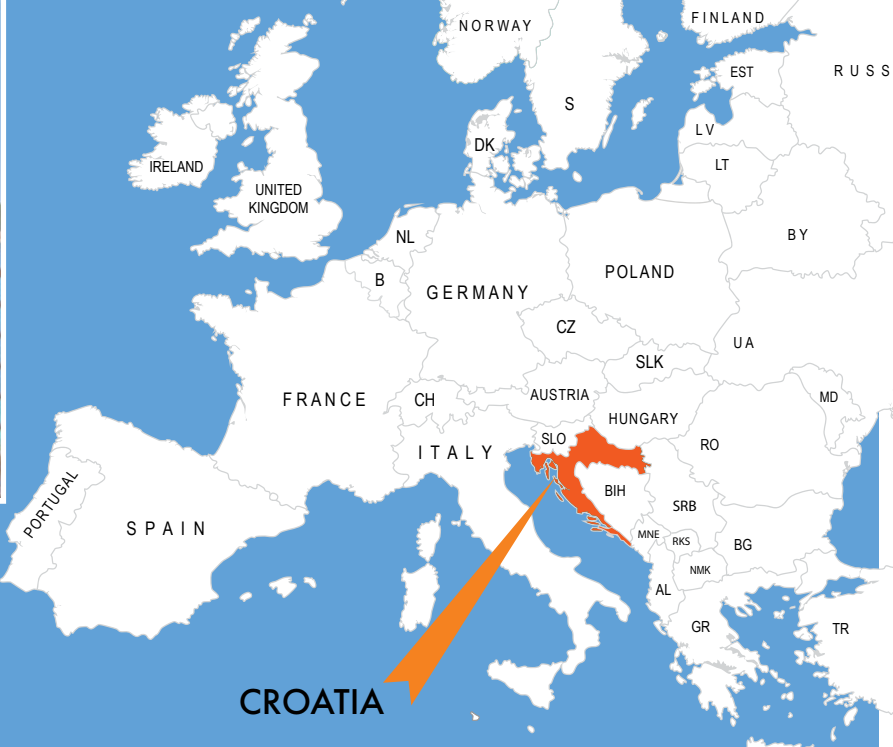 NORWAY
FINLAND
EST
RUSS
S
LV
DK
LT
IRELAND
UNITED
KINGDOM
NL
BY
B
GERMANY
POLAND
CZ
UA
SLK
FRANCE
CH
AUSTRIA
MD
HUNGARY
SLO
ITALY
RO
PORTUGAL
BIH
SRB
SPAIN
MNE
RKS
BG
NMK
AL
GR
TR
CROATIA